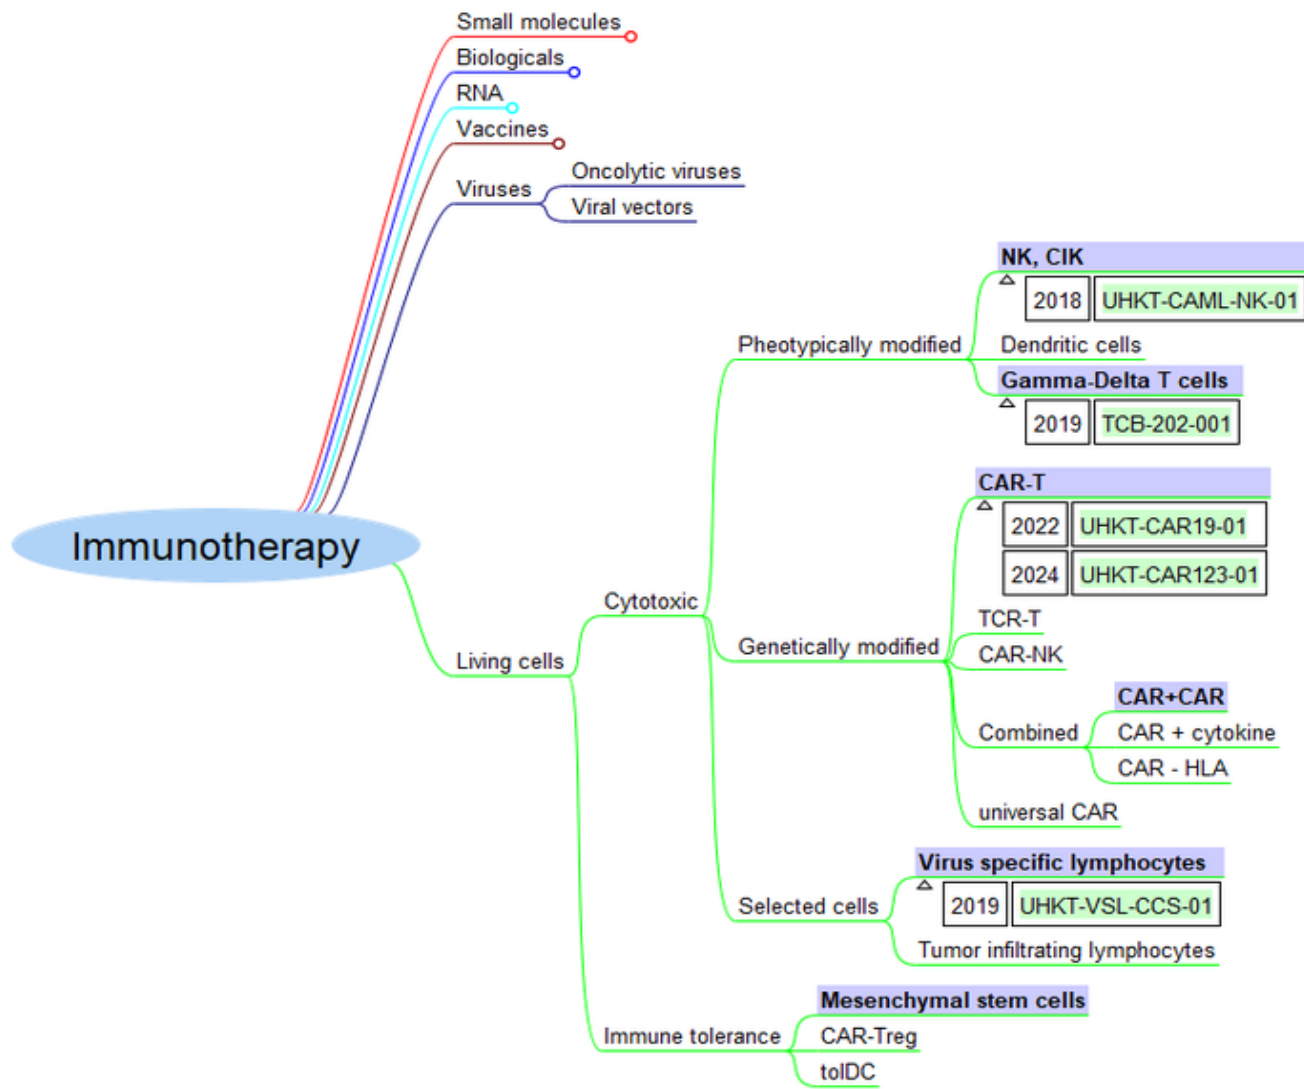 Small molecules
Biologicals
RNA
Vaccines
Viruses
Oncolytic viruses
Viral vectors
Immunotherapy
Living cells
Cytotoxic
Pheotypically modified
NK, CIK
2018 UHKT-CAML-NK-01
Dendritic cells
Gamma-Delta T cells
2019 TCB-202-001
Genetically modified
CAR-T
2022 UHKT-CAR19-01
2024 UHKT-CAR123-01
TCR-T
CAR-NK
Combined
CAR+CAR
CAR + cytokine
CAR - HLA
universal CAR
Selected cells
Virus specific lymphocytes
2019 UHKT-VSL-CCS-01
Tumor infiltrating lymphocytes
Immune tolerance
Mesenchymal stem cells
CAR-Treg
tolDC